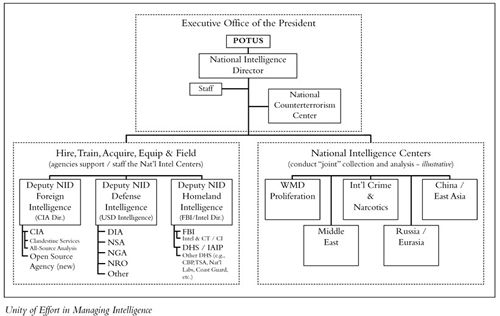 Executive Office of the President
POTUS
National Intelligence
Director
Staff
National
Counterterrorism
Center
Hire, Train, Acquire, Equip & Field
(agencies support / staff the Nat'l Intel Centers)
Deputy NID
Foreign
Intelligence
(CIA Dir.)
CIA
Clandestine Services
All-Source Analysis
Open Source
Agency (new)
Deputy NID
Defense
Intelligence
(USD Intelligence)
DIA
NSA
NGA
NRO
Other
Deputy NID
Homeland
Intelligence
(FBI/Intel Dir.)
FBI
Intel & CT / CI
DHS / IAIP
Other DHS (e.g.,
CBP, TSA, Nat'l
Labs, Coast Guard,
etc.)
National Intelligence Centers
(conduct "joint" collection and analysis - illustrative)
WMD
Proliferation
Int'l Crime
&
Narcotics
China /
East Asia
Middle
East
Russia /
Eurasia
Unity of Effort in Managing Intelligence